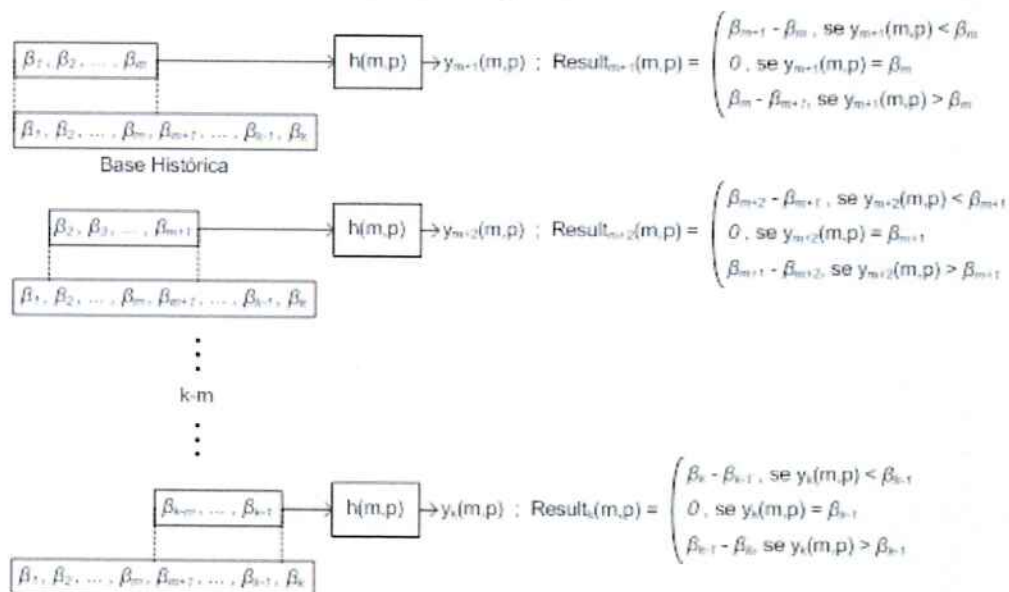 β₁, β₂, ... , βₘ
h(m,p)
yₘ₊₁(m,p) ; Resultₘ₊₁(m,p) =
βₘ₊₁ - βₘ , se yₘ₊₁(m,p) < βₘ
0 , se yₘ₊₁(m,p) = βₘ
βₘ - βₘ₊₁, se yₘ₊₁(m,p) > βₘ
β₁, β₂, ... , βₘ, βₘ₊₁, ... , βₖ₋₁, βₖ
Base Histórica
β₂, β₃, ... , βₘ₊₁
h(m,p)
yₘ₊₂(m,p) ; Resultₘ₊₂(m,p) =
βₘ₊₂ - βₘ₊₁ , se yₘ₊₂(m,p) < βₘ₊₁
0 , se yₘ₊₂(m,p) = βₘ₊₁
βₘ₊₁ - βₘ₊₂, se yₘ₊₂(m,p) > βₘ₊₁
β₁, β₂, ... , βₘ, βₘ₊₁, ... , βₖ₋₁, βₖ
k-m
βₖ₋ₘ, ... , βₖ₋₁
h(m,p)
yₖ(m,p) ; Resultₖ(m,p) =
βₖ - βₖ₋₁ , se yₖ(m,p) < βₖ₋₁
0 , se yₖ(m,p) = βₖ₋₁
βₖ₋₁ - βₖ, se yₖ(m,p) > βₖ₋₁
β₁, β₂, ... , βₘ, βₘ₊₁, ... , βₖ₋₁, βₖ